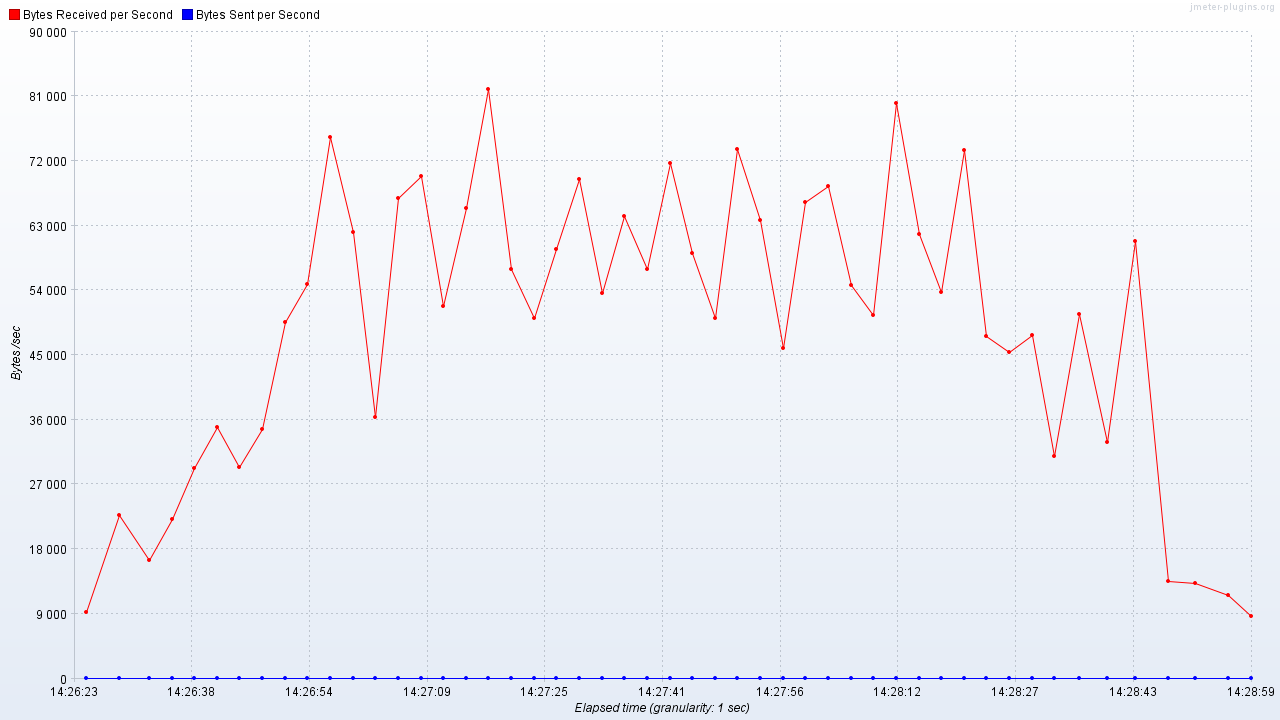 jmeter-plugins.org
Bytes Received per Second Bytes Sent per Second
90 000
81 000
72 000
63 000
54 000
45 000
36 000
27 000
18 000
9 000
0
Bytes /sec
14:26:23 14:26:38 14:26:54 14:27:09 14:27:25 14:27:41 14:27:56 14:28:12 14:28:27 14:28:43 14:28:59
Elapsed time (granularity: 1 sec)